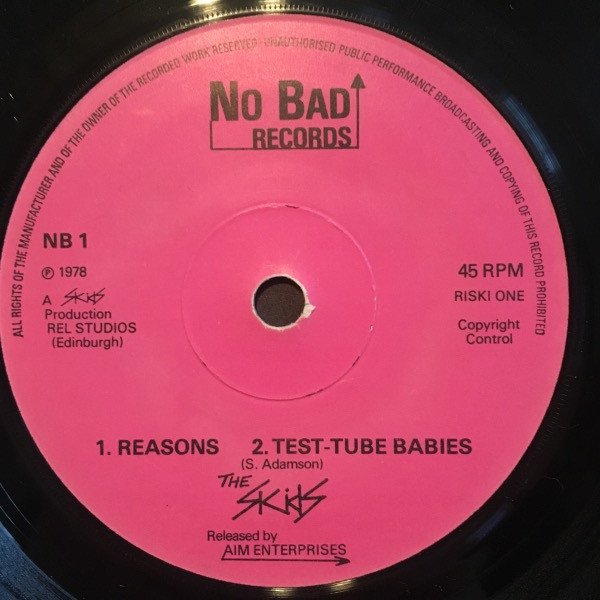 ALL RIGHTS OF THE MANUFACTURER AND OF THE OWNER OF THE RECORDED WORK RESERVED · UNAUTHORISED PUBLIC PERFORMANCE BROADCASTING AND COPYING OF THIS RECORD PROHIBITED
NO BAD
RECORDS
NB 1
℗ 1978
A SKIDS
Production
REL STUDIOS
(Edinburgh)
45 RPM
RISKI ONE
Copyright
Control
1. REASONS 2. TEST-TUBE BABIES
(S. Adamson)
THE
SKIDS
Released by
AIM ENTERPRISES